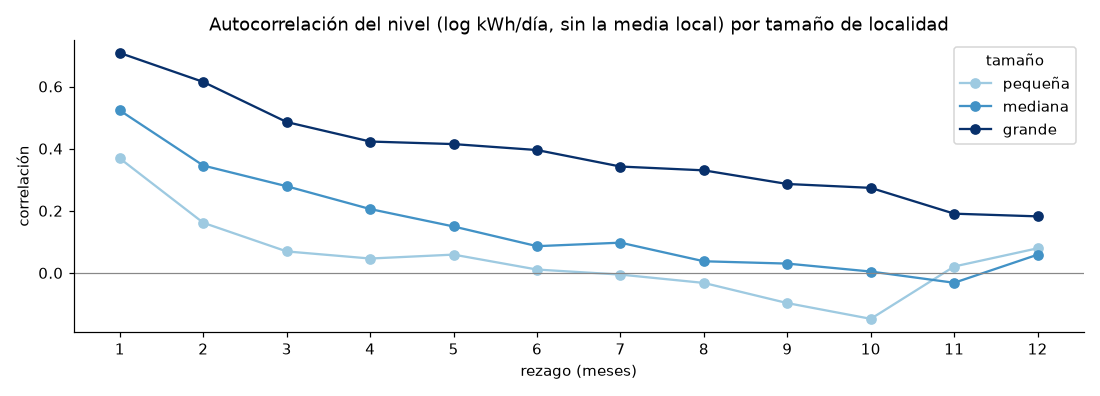 Autocorrelación del nivel (log kWh/día, sin la media local) por tamaño de localidad
tamaño
pequeña
mediana
grande
correlación
0.6
0.4
0.2
0.0
1 2 3 4 5 6 7 8 9 10 11 12
rezago (meses)